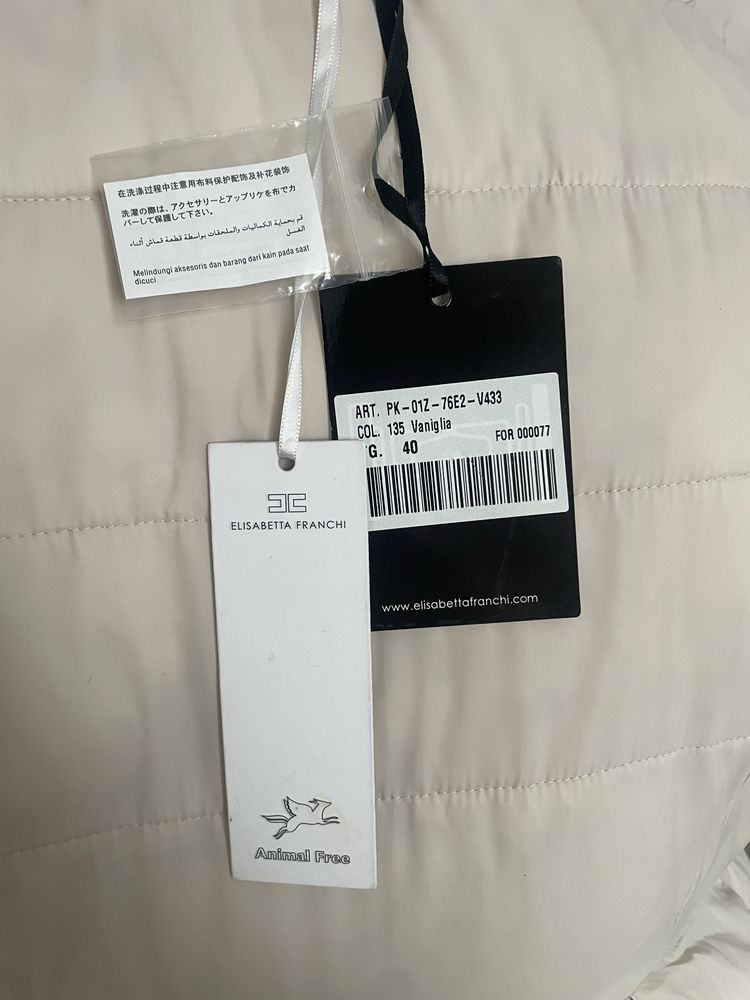 在洗涤过程中注意用布料保护配饰及补花装饰
洗濯の際は、アクセサリーとアップリケを布でカ
バーして保護して下さい。
قم بحماية الكماليات والملحقات بواسطة قطعة قماش أثناء
الغسل
Melindungi aksesoris dan barang dari kain pada saat
dicuci
ART. PK-01Z-76E2-V433
COL. 135 Vaniglia
FOR 000077
G. 40
www.elisabettafranchi.com
ELISABETTA FRANCHI
Animal Free